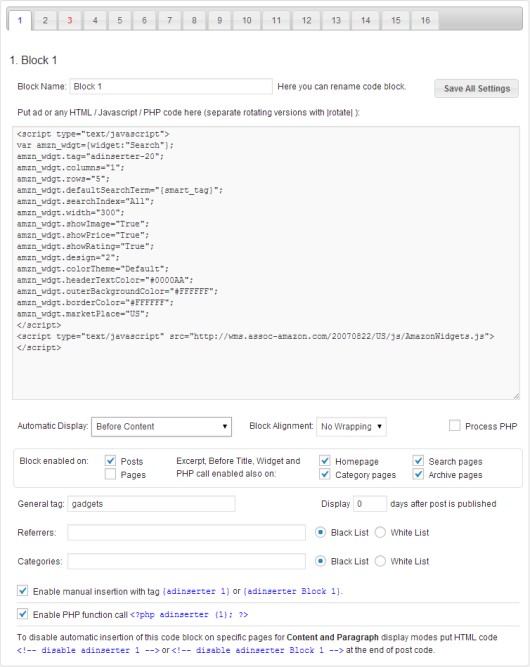 1 2 3 4 5 6 7 8 9 10 11 12 13 14 15 16
1. Block 1
Block Name: Block 1 Here you can rename code block. Save All Settings
Put ad or any HTML / Javascript / PHP code here (separate rotating versions with |rotate| ):
<script type="text/javascript">
var amzn_wdgt={widget:"Search"};
amzn_wdgt.tag="adinserter-20";
amzn_wdgt.columns="1";
amzn_wdgt.rows="5";
amzn_wdgt.defaultSearchTerm="{smart_tag}";
amzn_wdgt.searchIndex="All";
amzn_wdgt.width="300";
amzn_wdgt.showImage="True";
amzn_wdgt.showPrice="True";
amzn_wdgt.showRating="True";
amzn_wdgt.design="2";
amzn_wdgt.colorTheme="Default";
amzn_wdgt.headerTextColor="#0000AA";
amzn_wdgt.outerBackgroundColor="#FFFFFF";
amzn_wdgt.borderColor="#FFFFFF";
amzn_wdgt.marketPlace="US";
</script>
<script type="text/javascript" src="http://wms.assoc-amazon.com/20070822/US/js/AmazonWidgets.js">
</script>
Automatic Display: Before Content Block Alignment: No Wrapping Process PHP
Block enabled on: Posts Excerpt, Before Title, Widget and Homepage Search pages
Pages PHP call enabled also on: Category pages Archive pages
General tag: gadgets Display 0 days after post is published
Referrers: Black List White List
Categories: Black List White List
Enable manual insertion with tag {adinserter 1} or {adinserter Block 1}.
Enable PHP function call <?php adinserter (1); ?>
To disable automatic insertion of this code block on specific pages for Content and Paragraph display modes put HTML code
<!-- disable adinserter 1 --> or <!-- disable adinserter Block 1 --> at the end of post code.